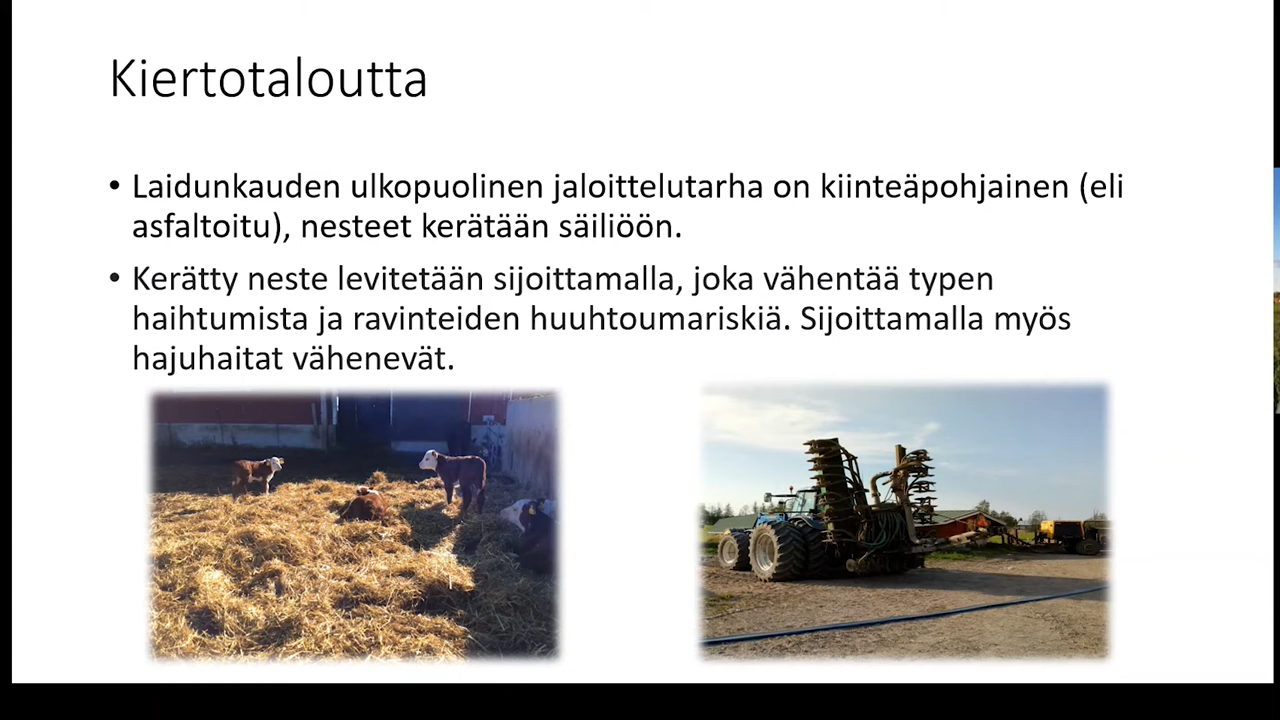 Kiertotaloutta
• Laidunkauden ulkopuolinen jaloittelutarha on kiinteäpohjainen (eli
asfaltoitu), nesteet kerätään säiliöön.
• Kerätty neste levitetään sijoittamalla, joka vähentää typen
haihtumista ja ravinteiden huuhtoumariskiä. Sijoittamalla myös
hajuhaitat vähenevät.